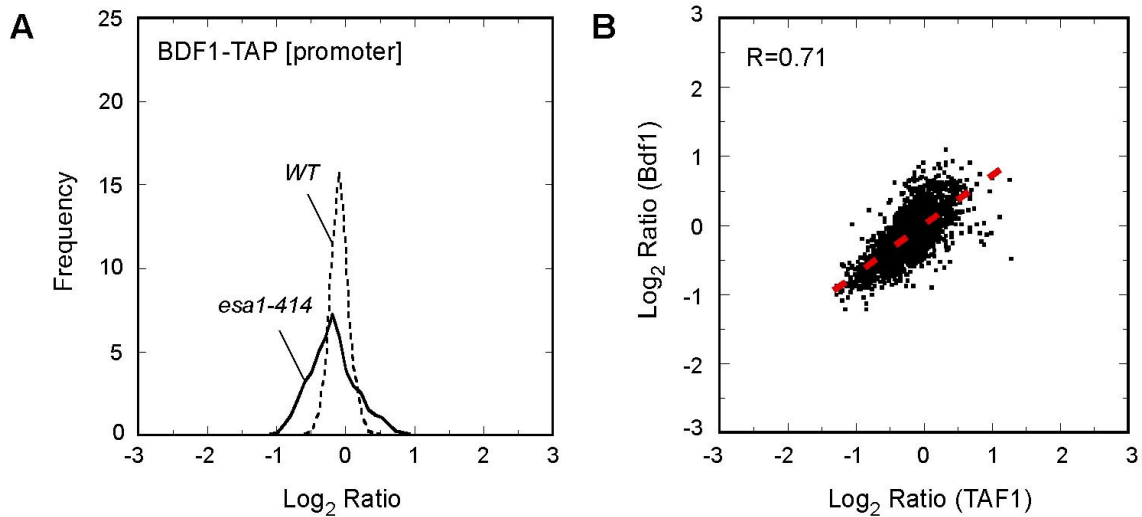 A
BDF1-TAP [promoter]
25
20
15
10
5
0
Frequency
WT
esa1-414
-3
-2
-1
0
1
2
3
Log2 Ratio
B
R=0.71
3
2
1
0
-1
-2
-3
Log2 Ratio (Bdf1)
-3
-2
-1
0
1
2
3
Log2 Ratio (TAF1)